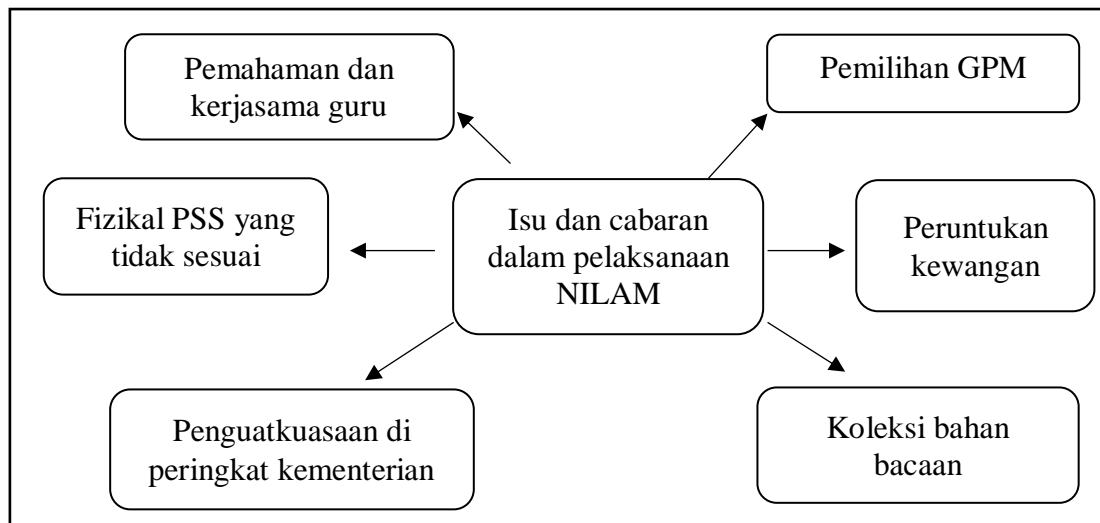 Pemahaman dan
kerjasama guru
Pemilihan GPM
Fizikal PSS yang
tidak sesuai
Isu dan cabaran
dalam pelaksanaan
NILAM
Peruntukan
kewangan
Penguatkuasaan di
peringkat kementerian
Koleksi bahan
bacaan